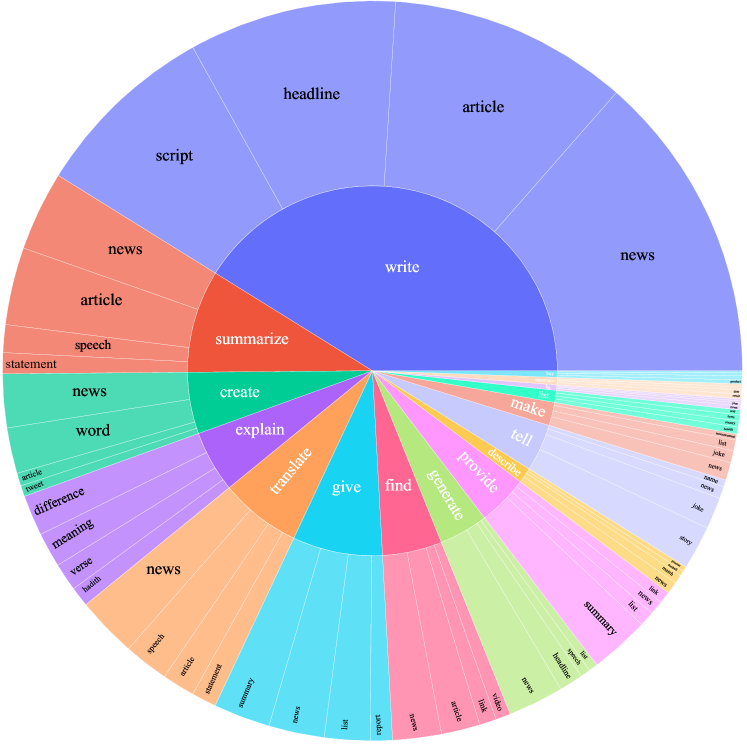 write
news
article
headline
script
summarize
news
article
speech
statement
create
news
word
article
tweet
explain
difference
meaning
verse
hadith
translate
news
speech
article
statement
give
summary
news
list
report
find
news
article
link
video
generate
news
headline
speech
list
provide
summary
list
news
link
describe
news
tell
story
joke
news
name
make
news
joke
list